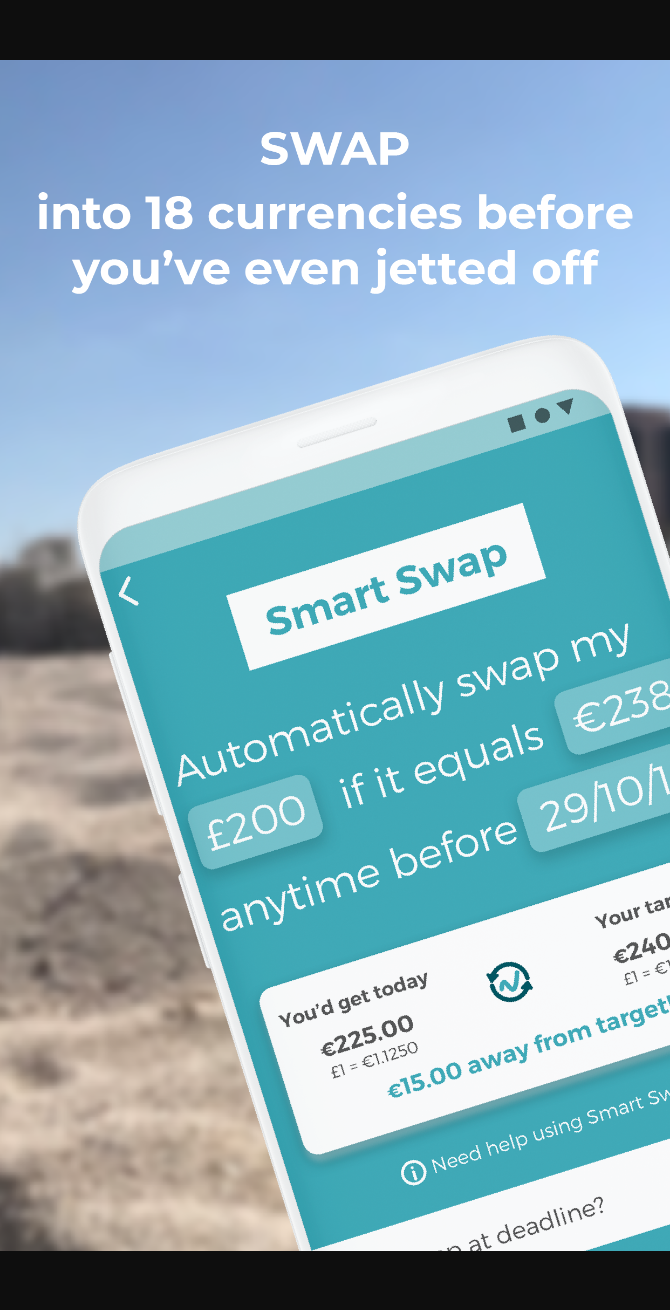 SWAP
into 18 currencies before
you've even jetted off
Smart Swap
Automatically swap my
£200 if it equals €238
anytime before 29/10/1
You'd get today
€225.00
£1 = €1.1250
Your tar
€240
£1 = €1
€15.00 away from target
Need help using Smart Sw
at deadline?